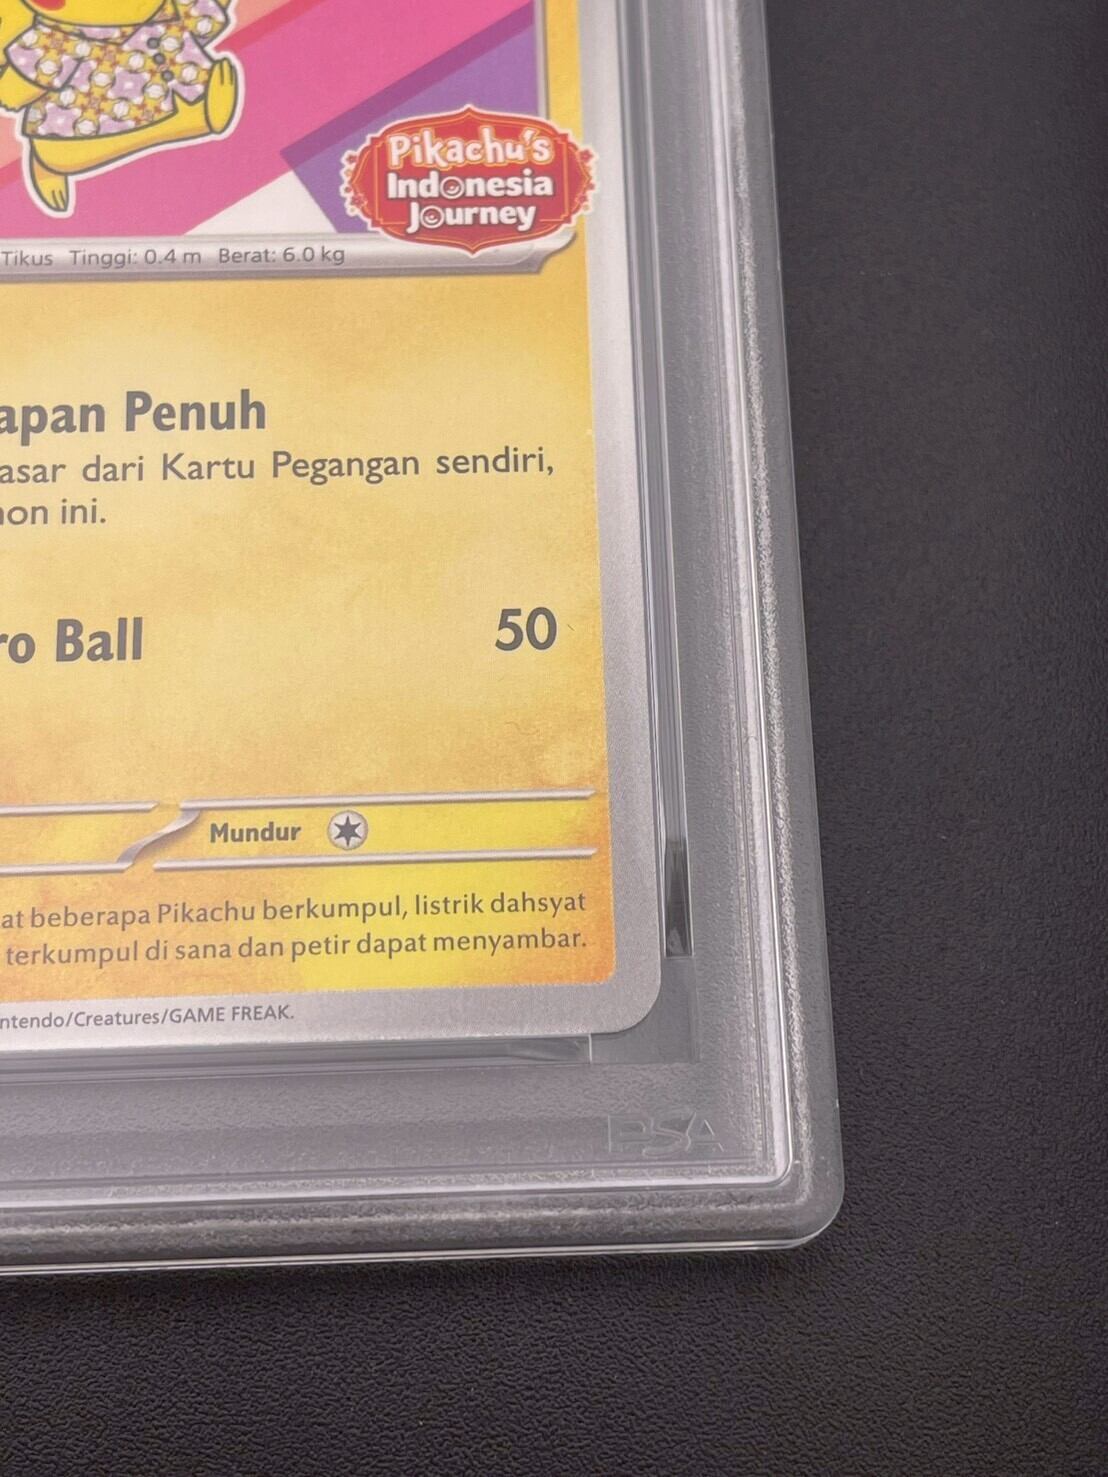 Pikachu's
Indonesia
Journey
Tikus Tinggi: 0.4 m Berat: 6.0 kg
apan Penuh
asar dari Kartu Pegangan sendiri,
on ini.
ro Ball 50
Mundur
at beberapa Pikachu berkumpul, listrik dahsyat
terkumpul di sana dan petir dapat menyambar.
ntendo/Creatures/GAME FREAK.
PSA